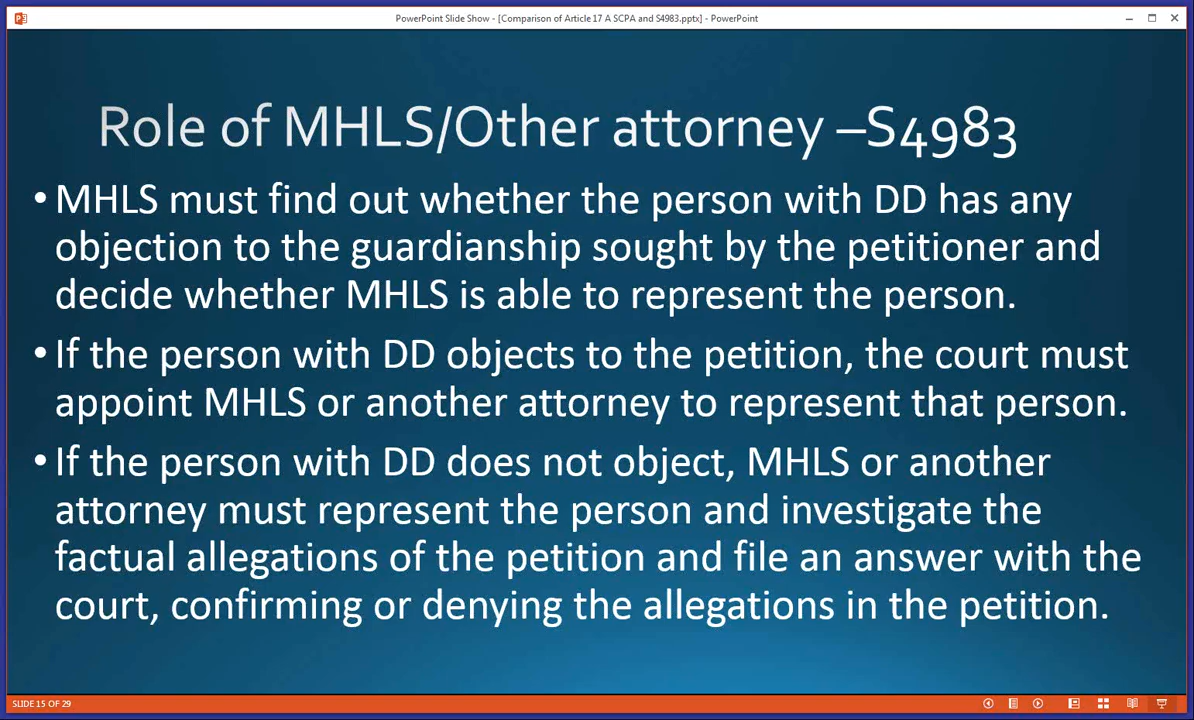 PowerPoint Slide Show - [Comparison of Article 17 A SCPA and S4983.pptx] - PowerPoint
Role of MHLS/Other attorney –S4983
• MHLS must find out whether the person with DD has any
objection to the guardianship sought by the petitioner and
decide whether MHLS is able to represent the person.
• If the person with DD objects to the petition, the court must
appoint MHLS or another attorney to represent that person.
• If the person with DD does not object, MHLS or another
attorney must represent the person and investigate the
factual allegations of the petition and file an answer with the
court, confirming or denying the allegations in the petition.
SLIDE 15 OF 29